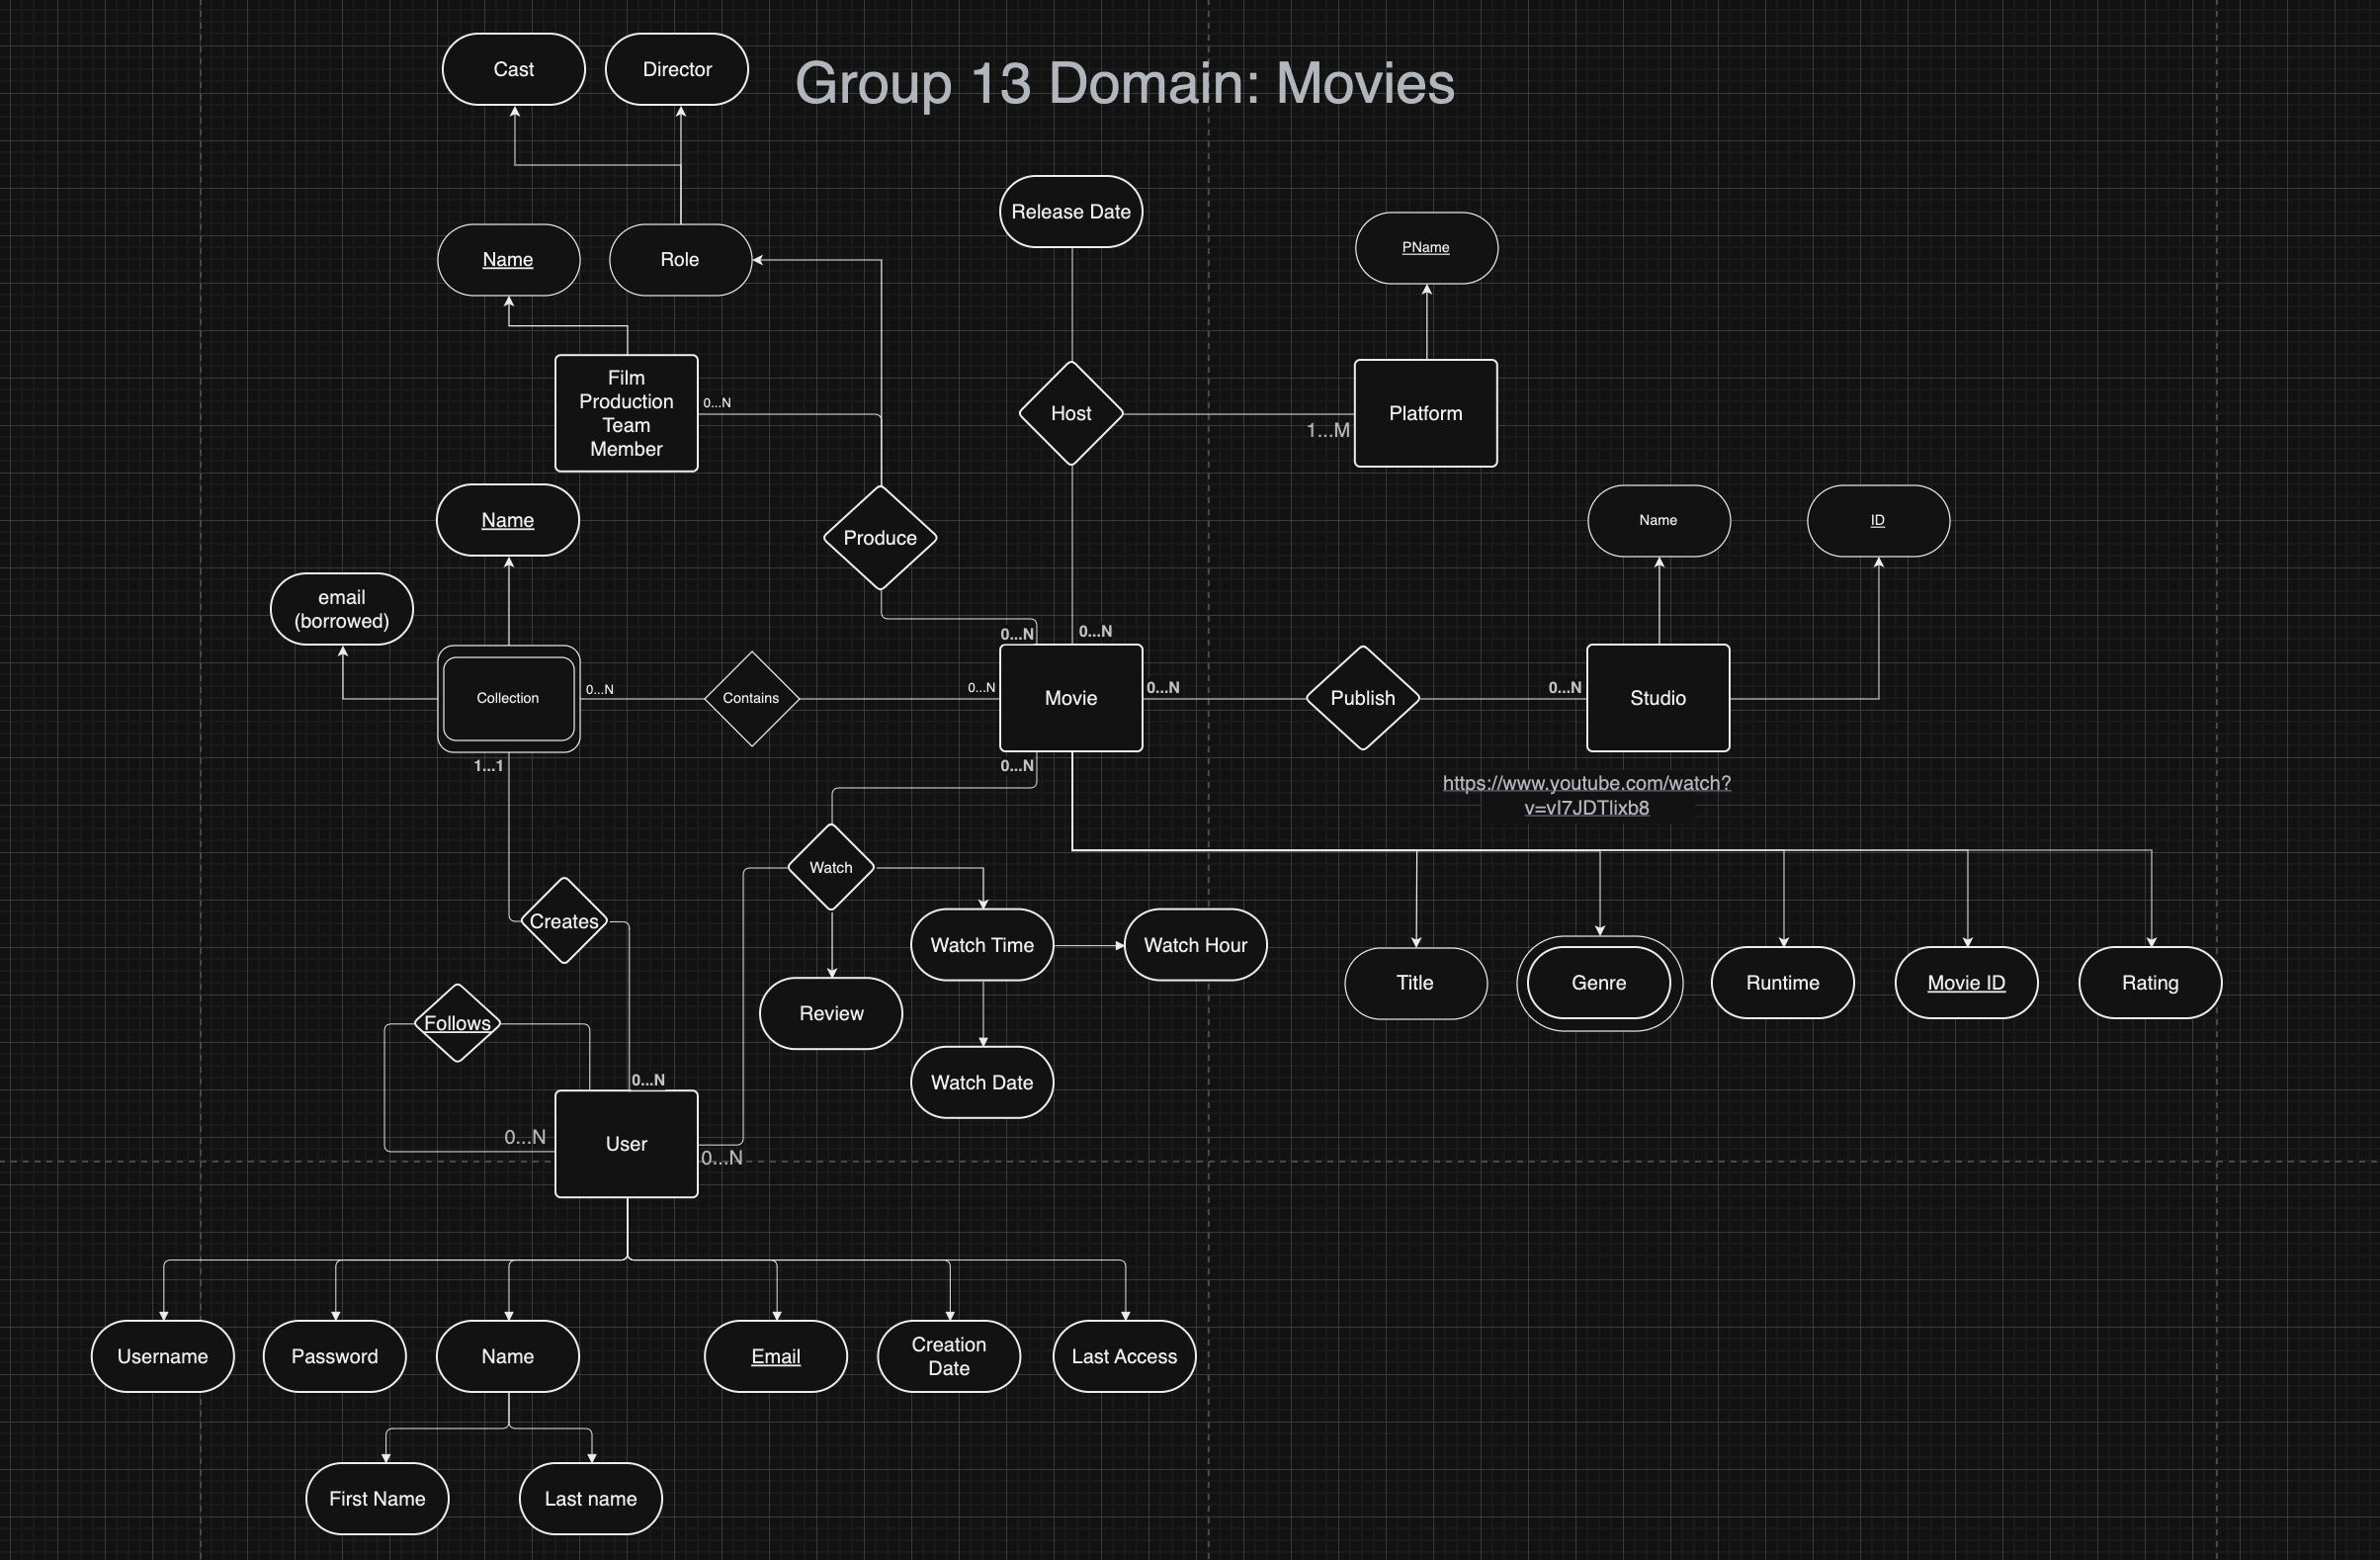 Cast
Director
Group 13 Domain: Movies
Release Date
PName
Name
Role
Film
Production
Team
Member
0...N
Host
Platform
1...M
Name
Produce
Name
ID
email
(borrowed)
0...N
0...N
Collection
0...N
Contains
0...N
Movie
0...N
Publish
0...N
Studio
1...1
0...N
https://www.youtube.com/watch?
v=vI7JDTlixb8
Watch
Creates
Watch Time
Watch Hour
Title
Genre
Runtime
Movie ID
Rating
Review
Follows
Watch Date
0...N
0...N
User
0...N
Username
Password
Name
Email
Creation
Date
Last Access
First Name
Last name